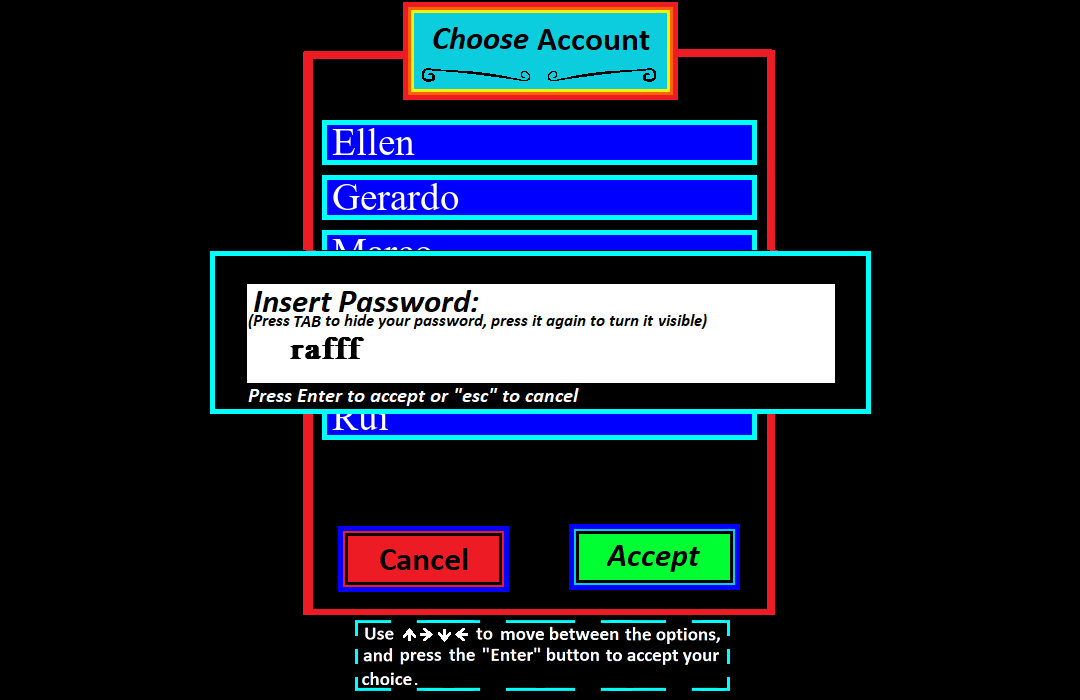 Choose Account
Ellen
Gerardo
Insert Password:
(Press TAB to hide your password, press it again to turn it visible)
rafff
Press Enter to accept or "esc" to cancel
Rui
Cancel
Accept
Use ↑→↓← to move between the options,
and press the "Enter" button to accept your
choice.